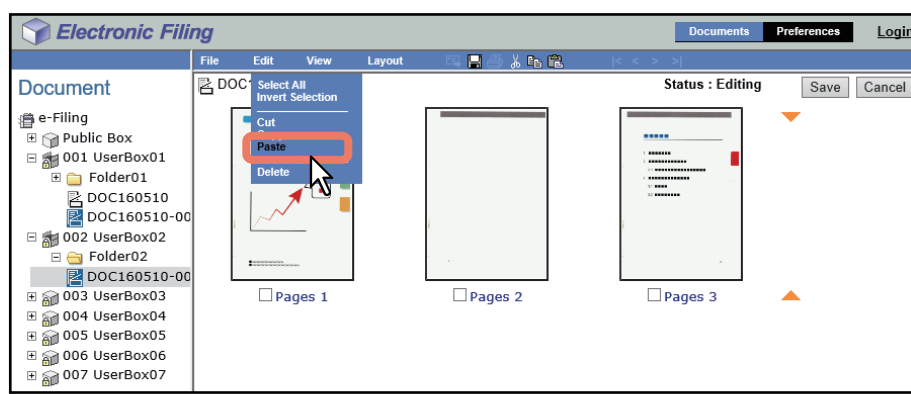 Electronic Filing
Documents
Preferences
Login
File
Edit
View
Layout
Document
e-Filing
Public Box
001 UserBox01
Folder01
DOC160510
DOC160510-00
002 UserBox02
Folder02
DOC160510-00
003 UserBox03
004 UserBox04
005 UserBox05
006 UserBox06
007 UserBox07
DOC1
Status : Editing
Save
Cancel
Select All
Invert Selection
Cut
Paste
Delete
Pages 1
Pages 2
Pages 3